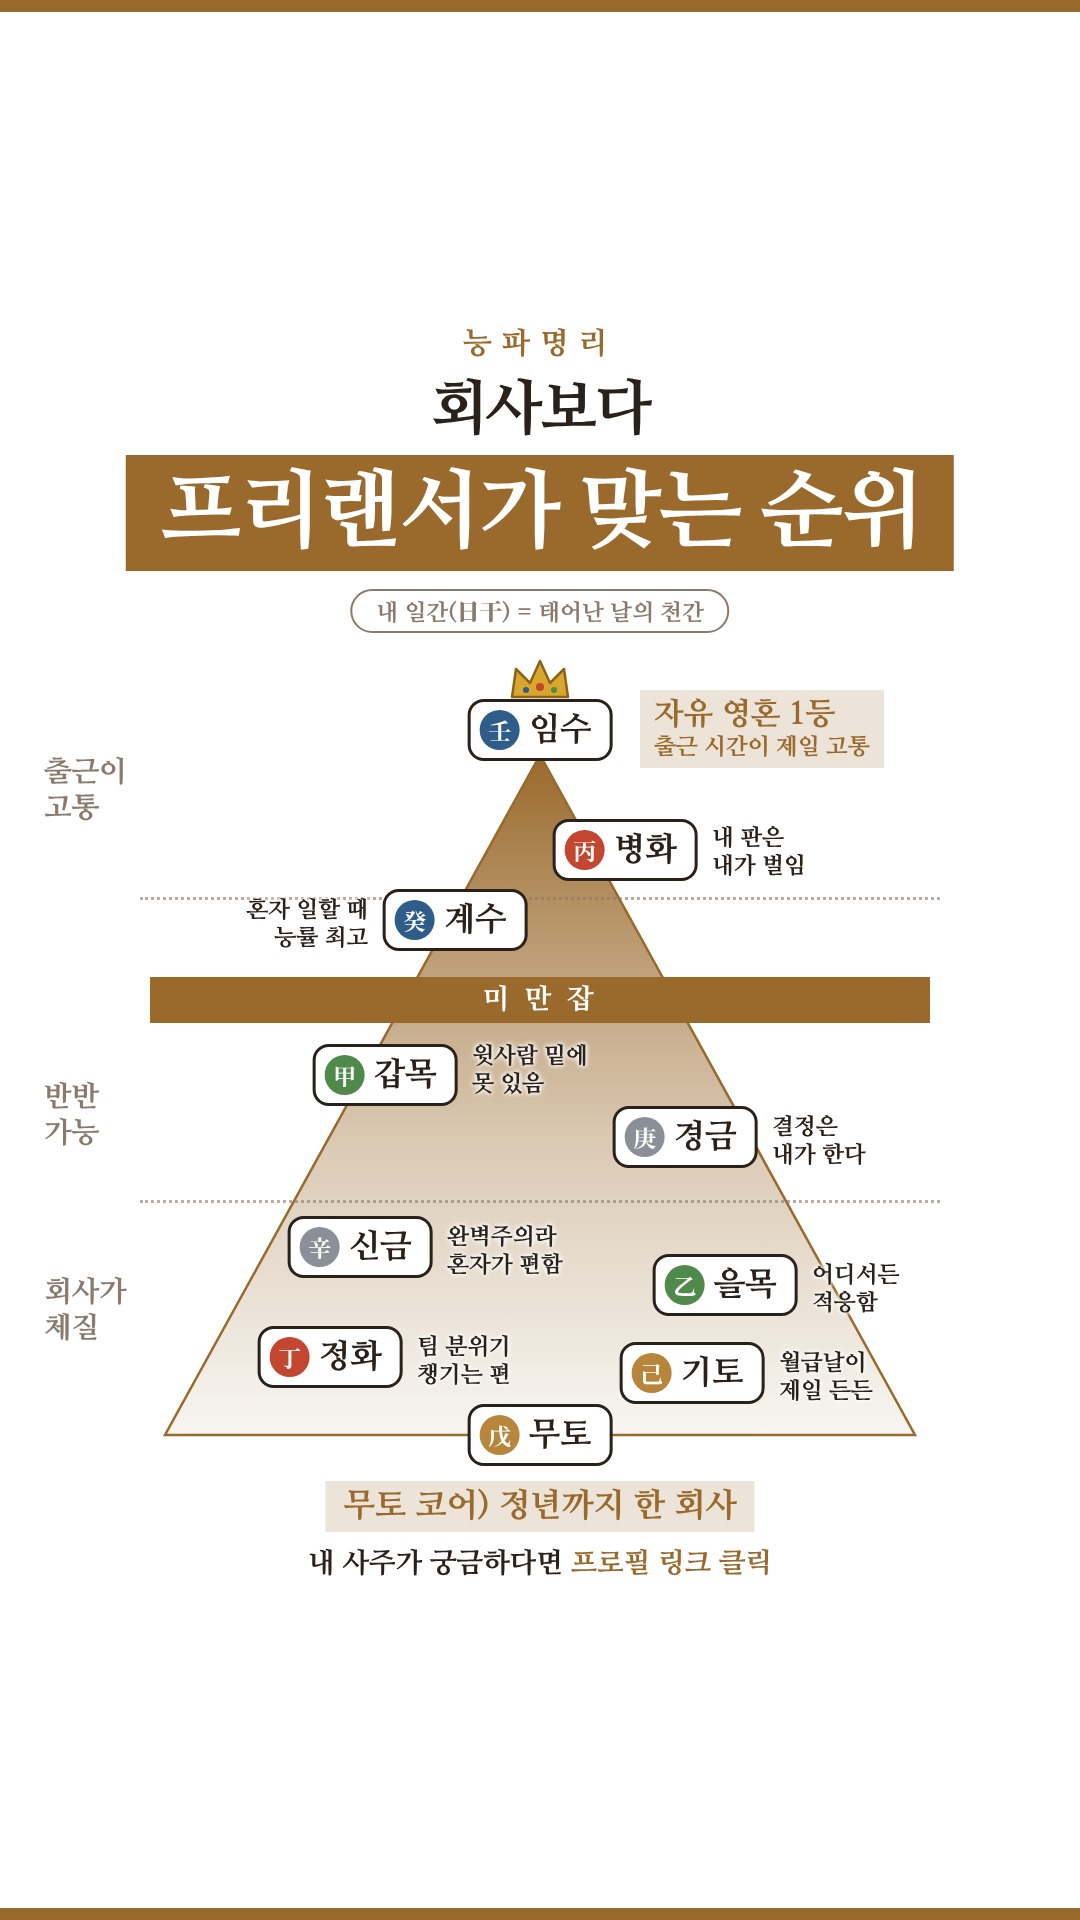 능파명리
회사보다
프리랜서가 맞는 순위
내 일간(日干) = 태어난 날의 천간
壬 임수
자유 영혼 1등
출근 시간이 제일 고통
출근이
고통
丙 병화
내 판은
내가 벌임
혼자 일할 때
능률 최고
癸 계수
미만잡
甲 갑목
윗사람 밑에
못 있음
반반
가능
庚 경금
결정은
내가 한다
辛 신금
완벽주의라
혼자가 편함
乙 을목
어디서든
적응함
회사가
체질
丁 정화
팀 분위기
챙기는 편
己 기토
월급날이
제일 든든
戊 무토
무토 코어) 정년까지 한 회사
내 사주가 궁금하다면 프로필 링크 클릭